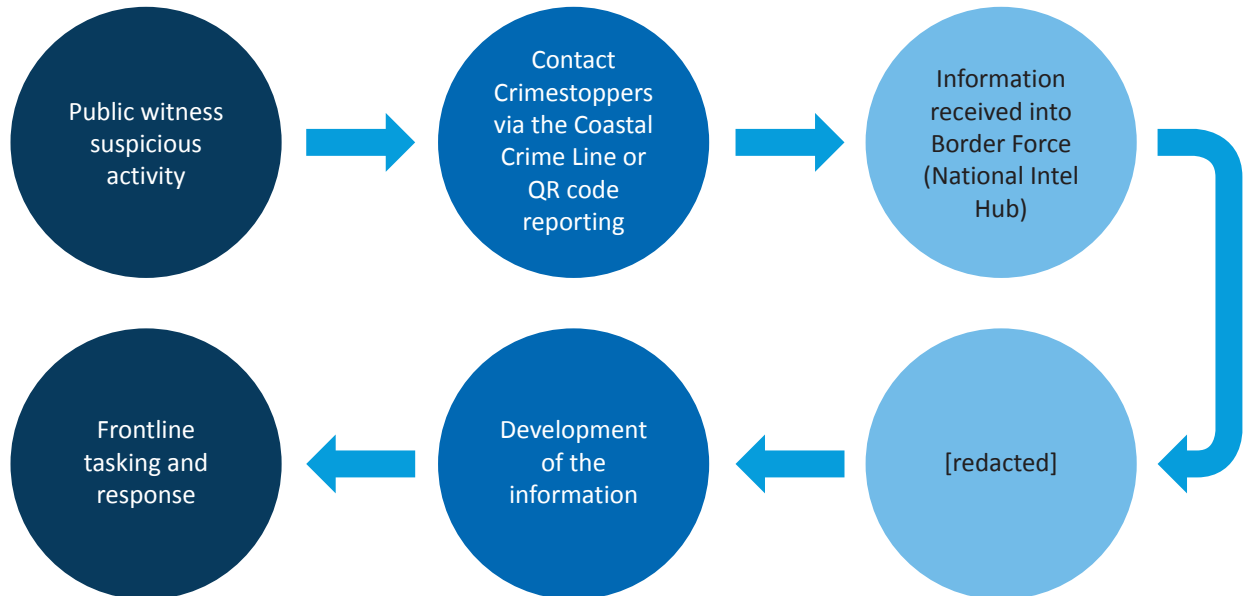 Public witness
suspicious
activity
Contact
Crimestoppers
via the Coastal
Crime Line or
QR code
reporting
Information
received into
Border Force
(National Intel
Hub)
[redacted]
Development
of the
information
Frontline
tasking and
response